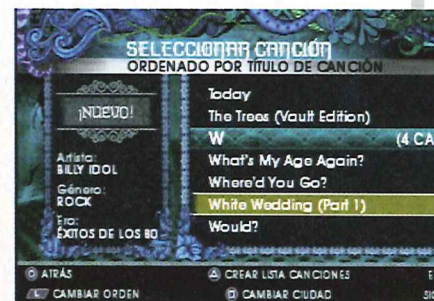 SELECCIONAR CANCIÓN
ORDENADO POR TÍTULO DE CANCIÓN
¡NUEVO!
Artista:
BILLY IDOL
Género:
ROCK
Era:
ÉXITOS DE LOS 80
Today
The Trees (Vault Edition)
W (4 CA
What's My Age Again?
Where'd You Go?
White Wedding (Part 1)
Would?
ATRÁS
CREAR LISTA CANCIONES
CAMBIAR ORDEN
CAMBIAR CIUDAD